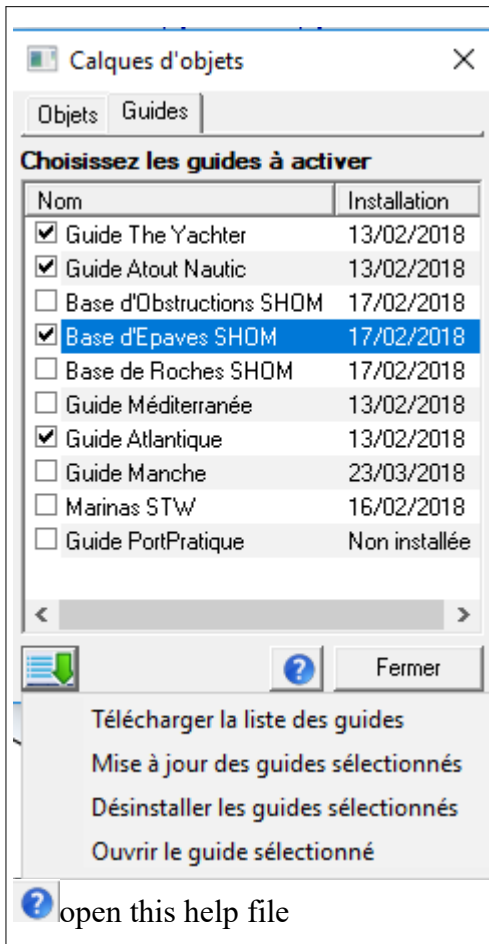 Calques d'objets
Objets Guides
Choisissez les guides à activer
Nom Installation
Guide The Yachter 13/02/2018
Guide Atout Nautic 13/02/2018
Base d'Obstructions SHOM 17/02/2018
Base d'Epaves SHOM 17/02/2018
Base de Roches SHOM 17/02/2018
Guide Méditerranée 13/02/2018
Guide Atlantique 13/02/2018
Guide Manche 23/03/2018
Marinas STW 16/02/2018
Guide PortPratique Non installée
Fermer
Télécharger la liste des guides
Mise à jour des guides sélectionnés
Désinstaller les guides sélectionnés
Ouvrir le guide sélectionné
open this help file